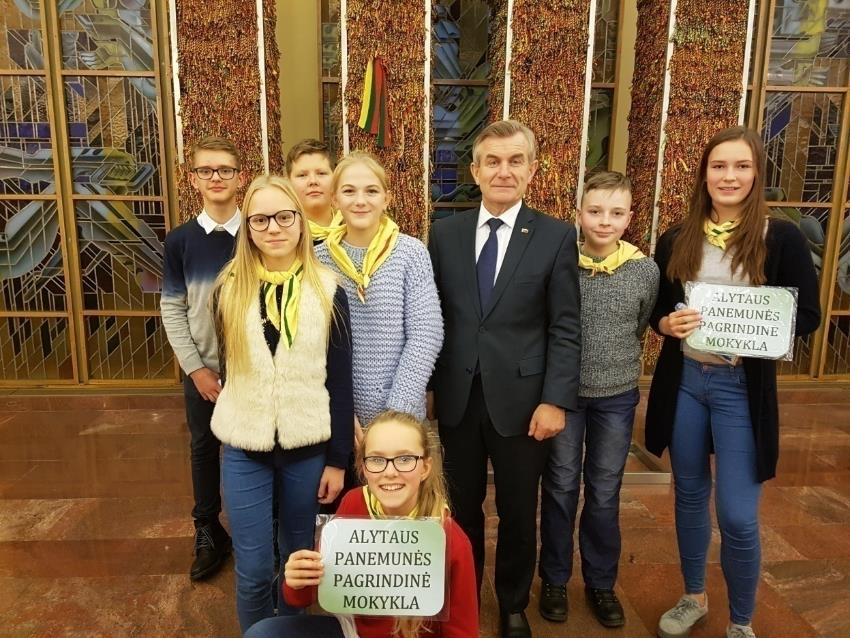 ALYTAUS
PANEMUNĖS
PAGRINDINĖ
MOKYKLA
ALYTAUS
PANEMUNĖS
PAGRINDINĖ
MOKYKLA